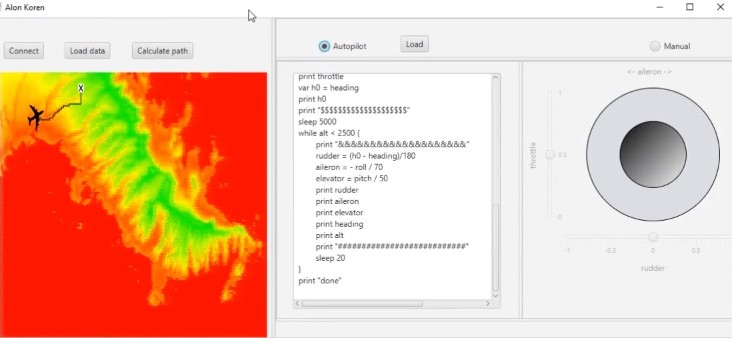 Alon Koren
Connect
Load data
Calculate path
Autopilot
Load
Manual
X
print throttle
var h0 = heading
print h0
print "$$$$$$$$$$$$$$$$$$$$"
sleep 5000
while alt < 2500 {
print "&&&&&&&&&&&&&&&&&&&&"
rudder = (h0 - heading)/180
aileron = - roll / 70
elevator = pitch / 50
print rudder
print aileron
print elevator
print heading
print alt
print "##########################"
sleep 20
}
print "done"
<- aileron ->
throttle
1
0.5
0
-1
-0.5
0
0.5
1
rudder